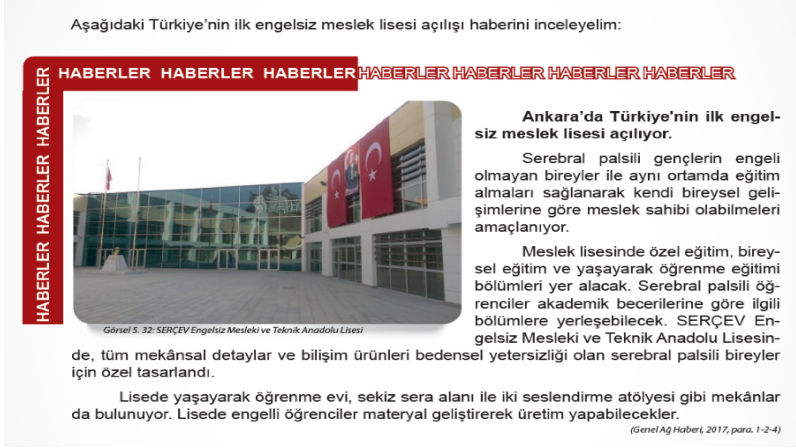 Aşağıdaki Türkiye’nin ilk engelsiz meslek lisesi açılışı haberini inceleyelim:
HABERLER HABERLER HABERLER HABERLER HABERLER HABERLER HABERLER
HABERLER HABERLER HABERLER
Ankara’da Türkiye'nin ilk engel-
siz meslek lisesi açılıyor.
Serebral palsili gençlerin engeli
olmayan bireyler ile aynı ortamda eğitim
almaları sağlanarak kendi bireysel geli-
şimlerine göre meslek sahibi olabilmeleri
amaçlanıyor.
Meslek lisesinde özel eğitim, birey-
sel eğitim ve yaşayarak öğrenme eğitimi
bölümleri yer alacak. Serebral palsili öğ-
renciler akademik becerilerine göre ilgili
bölümlere yerleşebilecek. SERÇEV En-
gelsiz Mesleki ve Teknik Anadolu Lisesin-
Görsel 5. 32: SERÇEV Engelsiz Mesleki ve Teknik Anadolu Lisesi
de, tüm mekânsal detaylar ve bilişim ürünleri bedensel yetersizliği olan serebral palsili bireyler
için özel tasarlandı.
Lisede yaşayarak öğrenme evi, sekiz sera alanı ile iki seslendirme atölyesi gibi mekânlar
da bulunuyor. Lisede engelli öğrenciler materyal geliştirerek üretim yapabilecekler.
(Genel Ağ Haberi, 2017, para. 1-2-4)